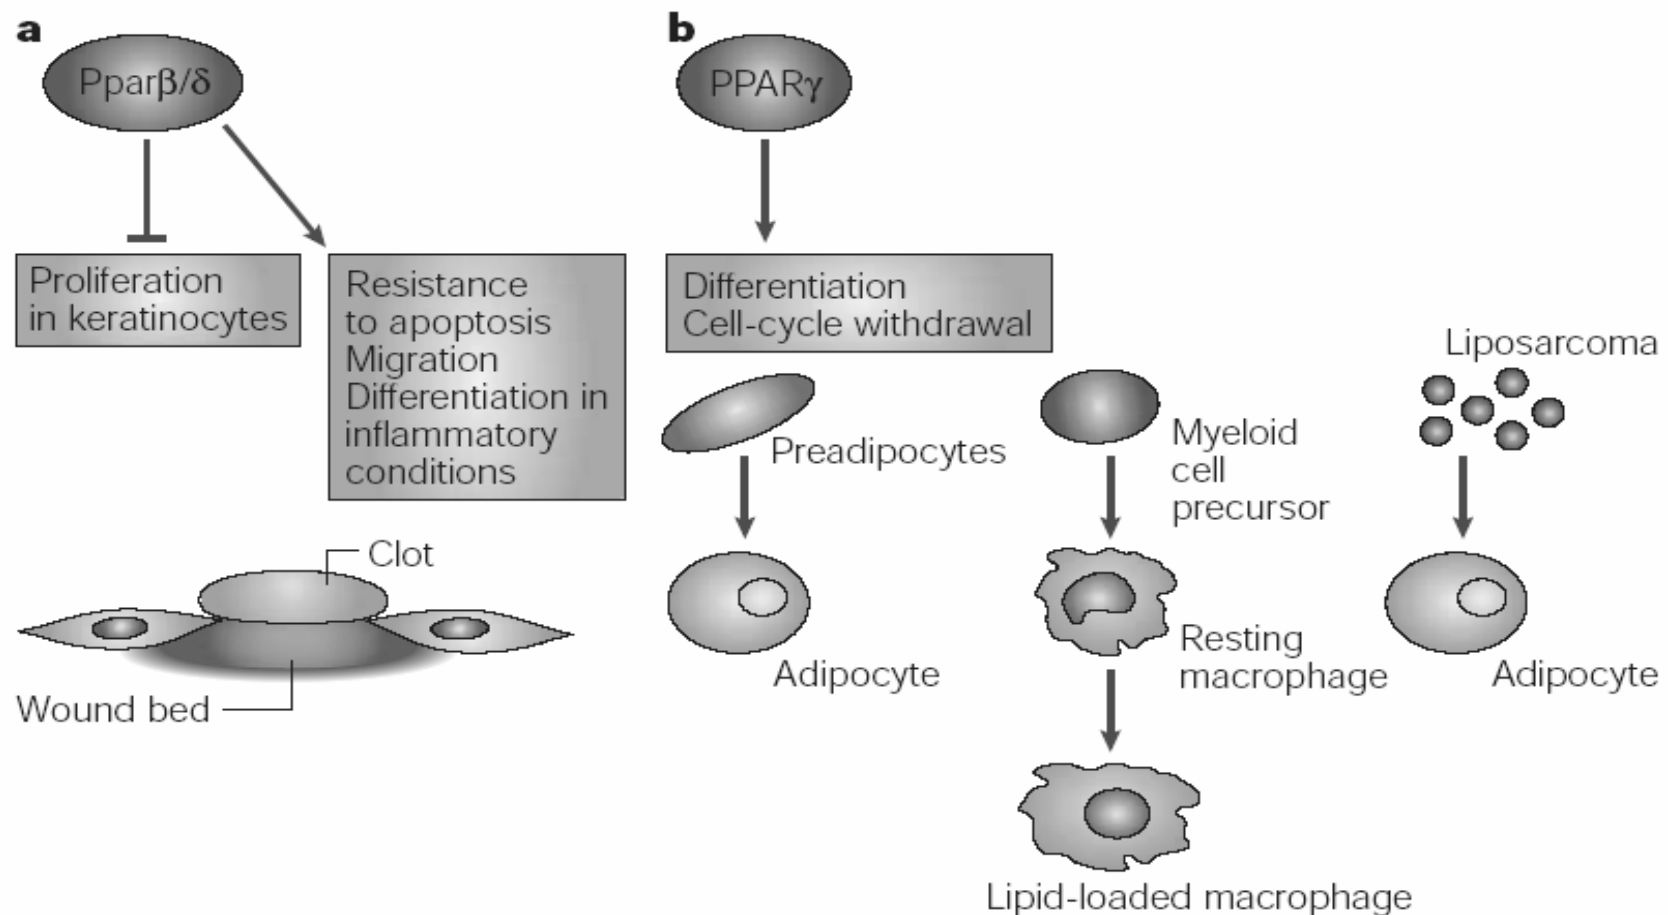 a
Pparβ/δ
Proliferation
in keratinocytes
Resistance
to apoptosis
Migration
Differentiation in
inflammatory
conditions
Clot
Wound bed
b
PPARγ
Differentiation
Cell-cycle withdrawal
Preadipocytes
Adipocyte
Myeloid
cell
precursor
Resting
macrophage
Lipid-loaded macrophage
Liposarcoma
Adipocyte